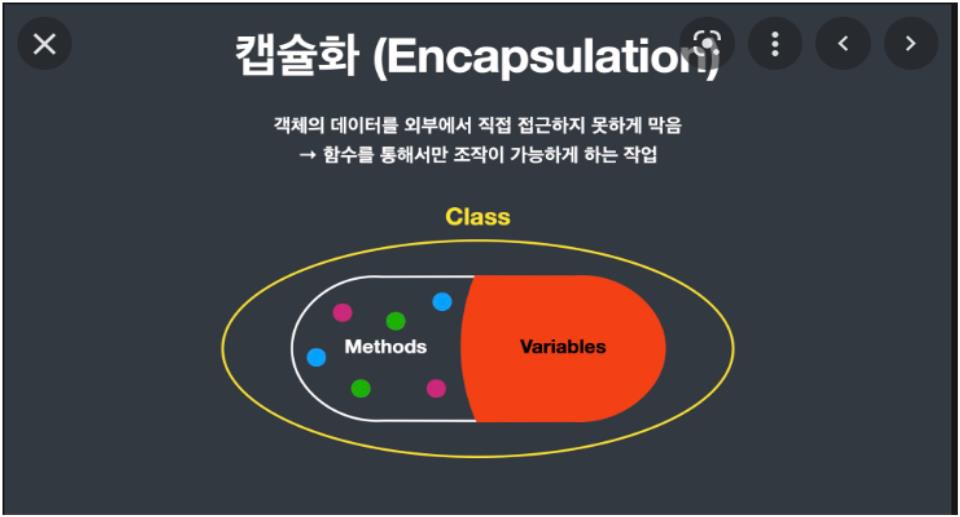 캡슐화 (Encapsulation)
객체의 데이터를 외부에서 직접 접근하지 못하게 막음
→ 함수를 통해서만 조작이 가능하게 하는 작업
Class
Methods
Variables